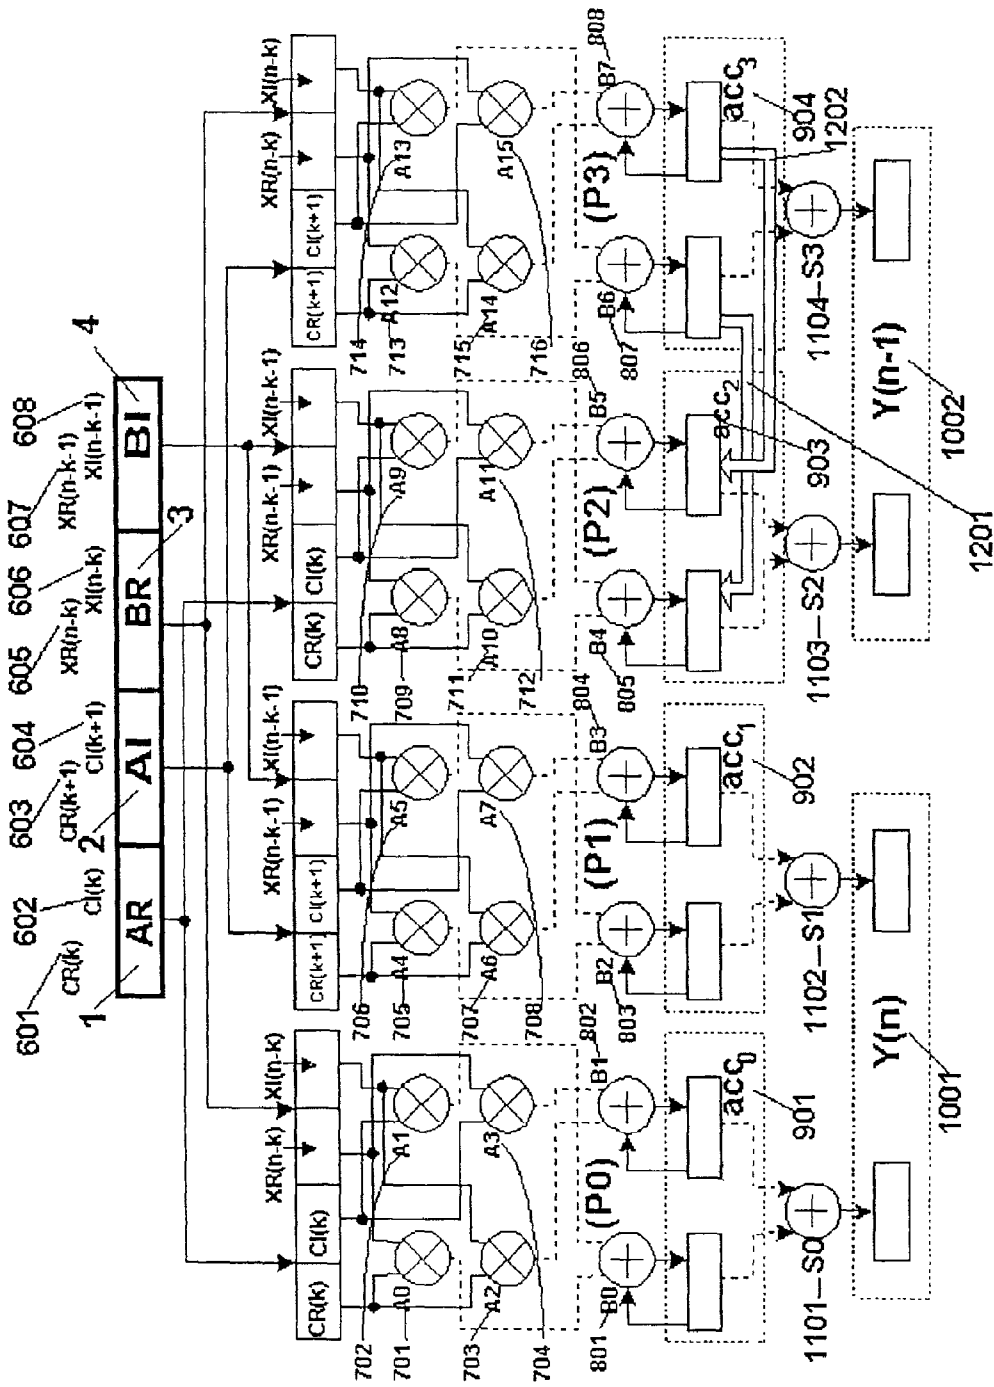 601 602 603 604 605 606 607 608
CR(k) CI(k) CR(k+1) CI(k+1) XR(n-k) XI(n-k) XR(n-k-1) XI(n-k-1)
1 2 3 4
AR AI BR BI
XR(n-k) XI(n-k) XR(n-k-1) XI(n-k-1) XR(n-k-1) XI(n-k-1) XR(n-k) XI(n-k)
CR(k) CI(k) CR(k+1) CI(k+1) CR(k) CI(k) CR(k+1) CI(k+1)
702 706 710 714
A0 A1 A4 A5 A8 A9 A12 A13
701 705 709 713
703 707 711 715
A2 A3 A6 A7 A10 A11 A14 A15
704 708 712 716
802 804 806 808
B0 B1 B2 B3 B4 B5 B6 B7
801 803 805 807
(P0) (P1) (P2) (P3)
acc0 acc1 acc2 acc3
901 902 903 904
1202
1101-S0 1102-S1 1103-S2 1104-S3
Y(n) Y(n-1)
1001 1002
1201